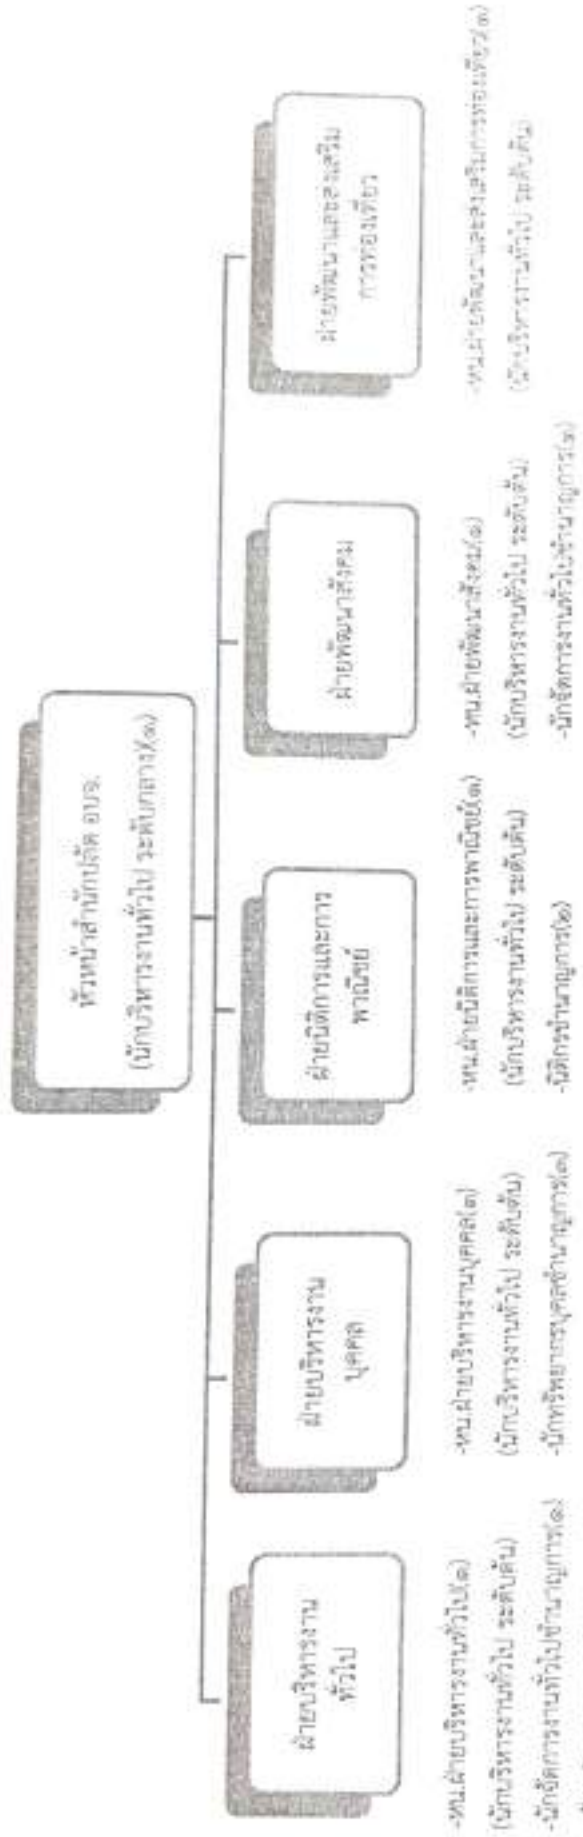 หัวหน้าสำนักปลัด อบจ.
(นักบริหารงานทั่วไป ระดับกลาง)(๑)
ฝ่ายบริหารงาน
ทั่วไป
ฝ่ายบริหารงาน
บุคคล
ฝ่ายนิติการและการ
พาณิชย์
ฝ่ายพัฒนาสังคม
ฝ่ายพัฒนาและส่งเสริม
การท่องเที่ยว
-หน.ฝ่ายบริหารงานทั่วไป(๑)
(นักบริหารงานทั่วไป ระดับต้น)
-นักจัดการงานทั่วไปชำนาญการ(๑)
-หน.ฝ่ายบริหารงานบุคคล(๑)
(นักบริหารงานทั่วไป ระดับต้น)
-นักทรัพยากรบุคคลชำนาญการ(๓)
-หน.ฝ่ายนิติการและการพาณิชย์(๑)
(นักบริหารงานทั่วไป ระดับต้น)
-นิติกรชำนาญการ(๒)
-หน.ฝ่ายพัฒนาสังคม(๑)
(นักบริหารงานทั่วไป ระดับต้น)
-นักจัดการงานทั่วไปชำนาญการ(๑)
-หน.ฝ่ายพัฒนาและส่งเสริมการท่องเที่ยว(๑)
(นักบริหารงานทั่วไป ระดับต้น)